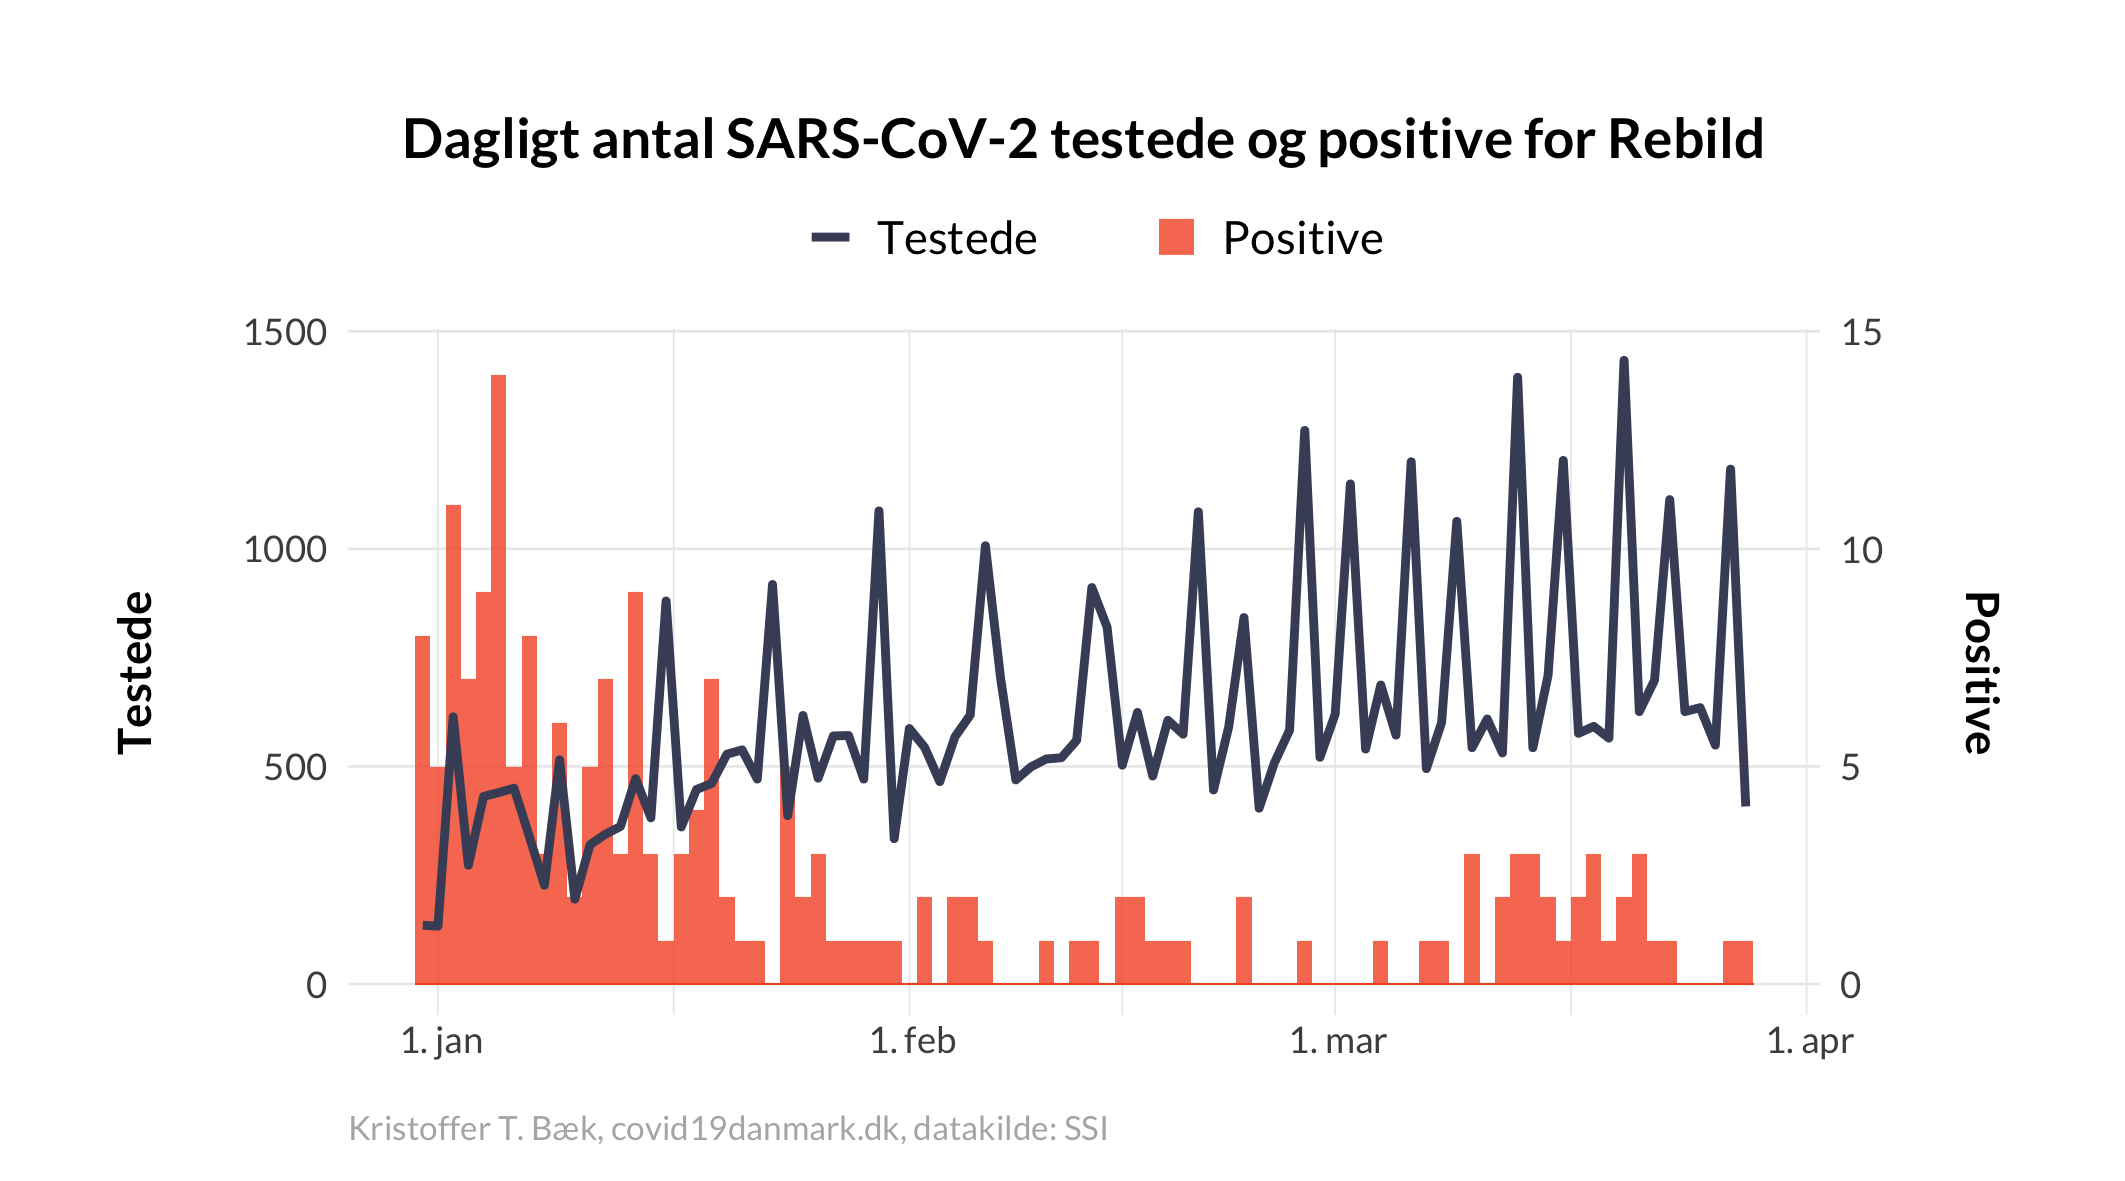 Dagligt antal SARS-CoV-2 testede og positive for Rebild
Testede
Positive
1500
1000
500
0
Testede
15
10
5
0
Positive
1. jan
1. feb
1. mar
1. apr
Kristoffer T. Bæk, covid19danmark.dk, datakilde: SSI